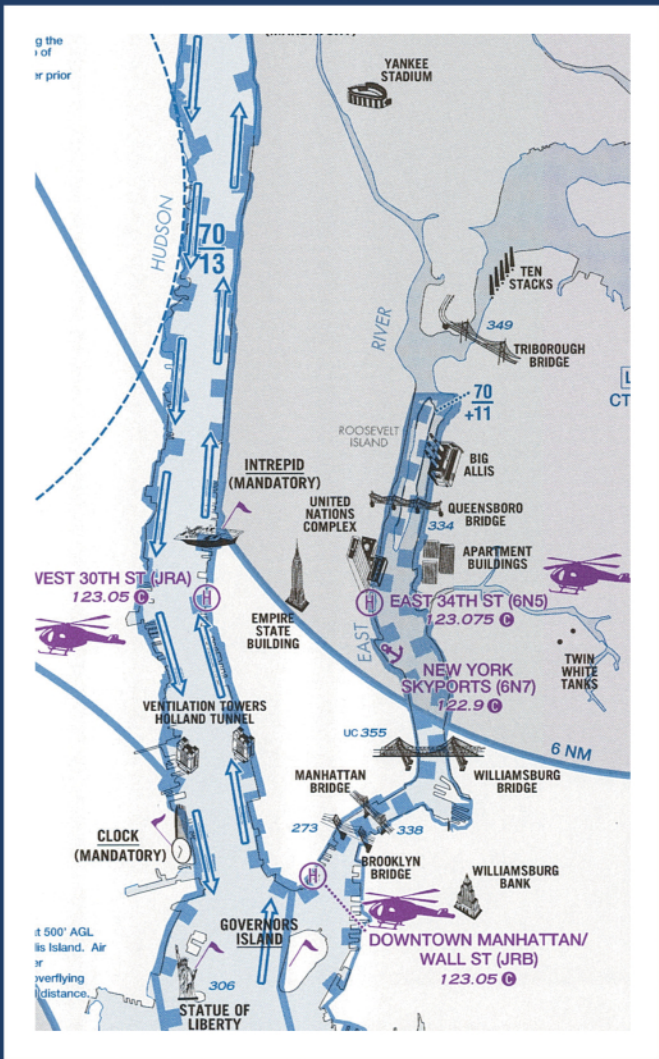 g the
of
er prior
YANKEE
STADIUM
HUDSON
70
13
TEN
STACKS
349
RIVER
TRIBOROUGH
BRIDGE
L
CT
70
+11
ROOSEVELT
ISLAND
BIG
ALLIS
INTREPID
(MANDATORY)
UNITED
NATIONS
COMPLEX
QUEENSBORO
BRIDGE
334
APARTMENT
BUILDINGS
WEST 30TH ST (JRA)
123.05 C
H
EMPIRE
STATE
BUILDING
H
EAST 34TH ST (6N5)
123.075 C
EAST
NEW YORK
SKYPORTS (6N7)
122.9 C
TWIN
WHITE
TANKS
VENTILATION TOWERS
HOLLAND TUNNEL
UC 355
6 NM
MANHATTAN
BRIDGE
WILLIAMSBURG
BRIDGE
273
338
CLOCK
(MANDATORY)
BROOKLYN
BRIDGE
H
WILLIAMSBURG
BANK
GOVERNORS
ISLAND
DOWNTOWN MANHATTAN/
WALL ST (JRB)
123.05 C
at 500' AGL
lis Island. Air
er
overflying
distance.
306
STATUE OF
LIBERTY